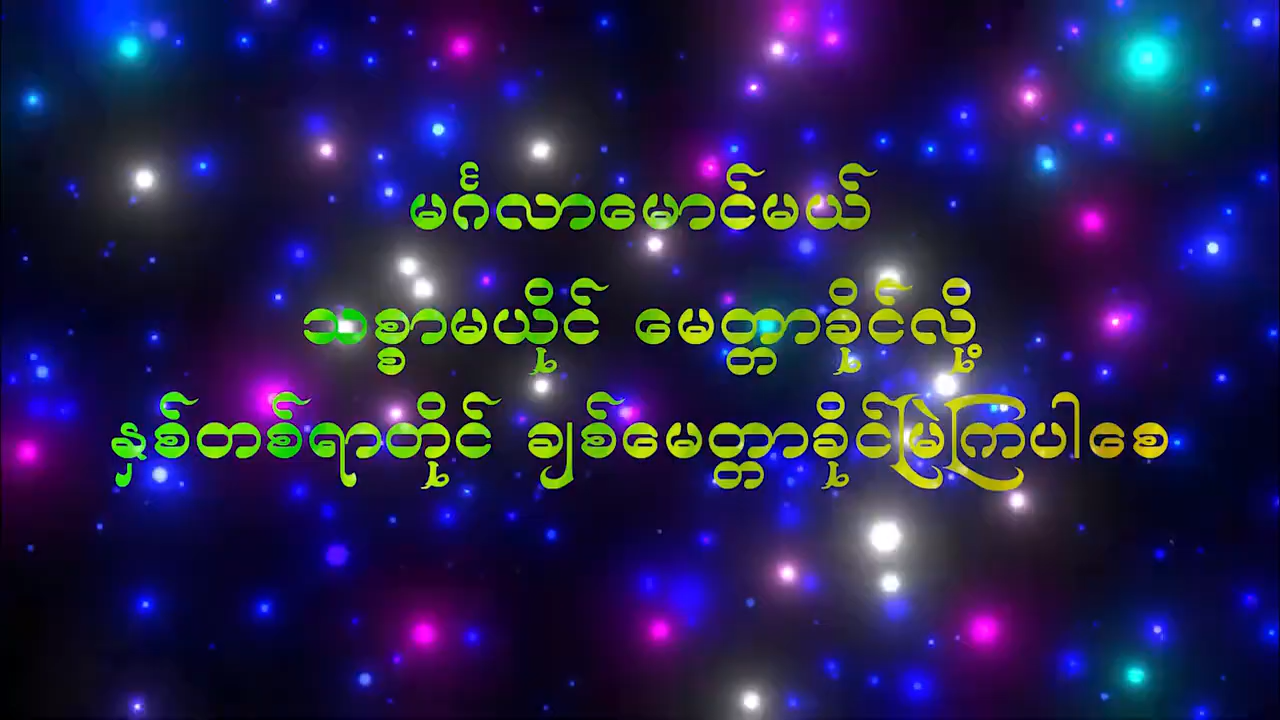 မင်္ဂလာမောင်မယ်
သစ္စာမယိုင် မေတ္တာခိုင်လို့
နှစ်တစ်ရာတိုင် ချစ်မေတ္တာခိုင်မြဲကြပါစေ